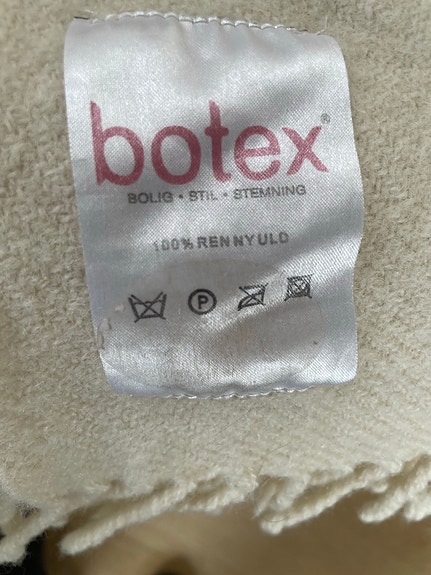 botex®
BOLIG • STIL • STEMNING
100% REN NY ULD
P